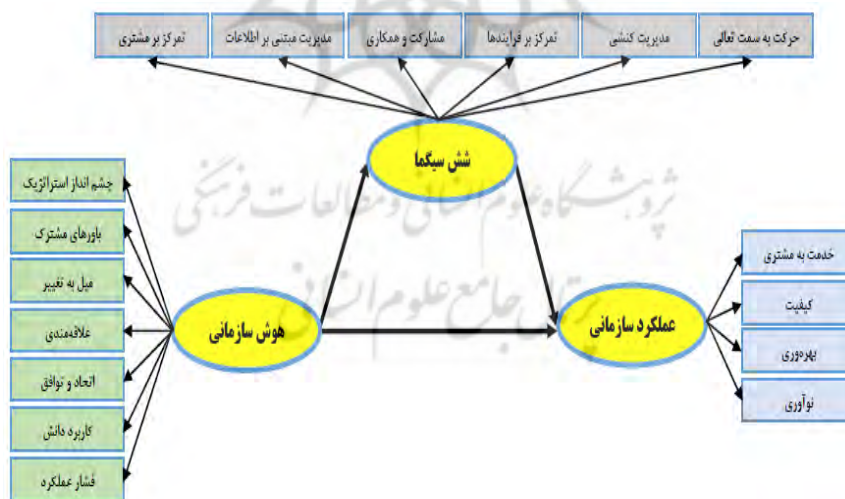 حرکت به سمت تعالی
مدیریت کنشی
تمرکز بر فرایندها
مشارکت و همکاری
مدیریت مبتنی بر اطلاعات
تمرکز بر مشتری
شش سیگما
چشم انداز استراتژیک
باورهای مشترک
میل به تغییر
علاقه‌مندی
اتحاد و توافق
کاربرد دانش
فشار عملکرد
هوش سازمانی
عملکرد سازمانی
خدمت به مشتری
کیفیت
بهره‌وری
نوآوری
پژوهشگاه علوم انسانی و مطالعات فرهنگی
پرتال جامع علوم انسانی